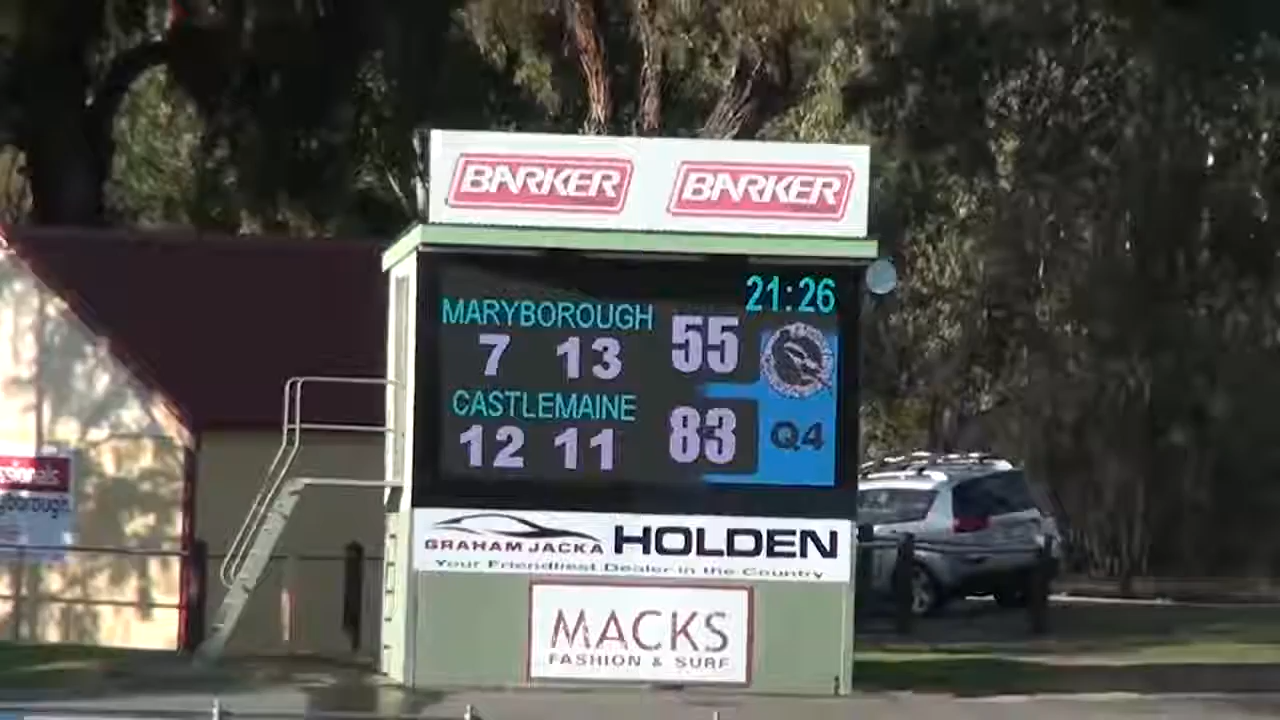 BARKER BARKER
21:26
MARYBOROUGH
7 13 55
CASTLEMAINE
12 11 83
Q4
GRAHAM JACKA HOLDEN
Your Friendliest Dealer in the Country
MACKS
FASHION & SURF